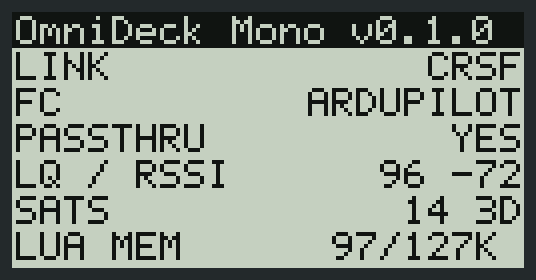 OmniDeck Mono v0.1.0
LINK CRSF
FC ARDUPILOT
PASSTHRU YES
LQ / RSSI 96 -72
SATS 14 3D
LUA MEM 97/127K